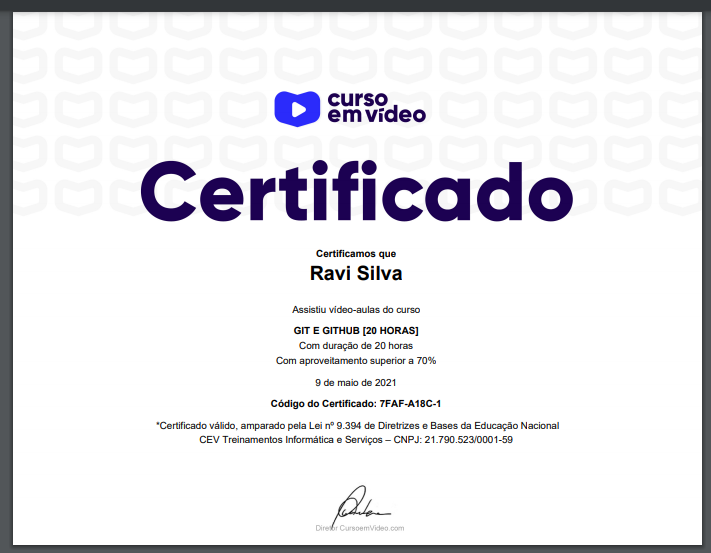 curso
em vídeo
Certificado
Certificamos que
Ravi Silva
Assistiu vídeo-aulas do curso
GIT E GITHUB [20 HORAS]
Com duração de 20 horas
Com aproveitamento superior a 70%
9 de maio de 2021
Código do Certificado: 7FAF-A18C-1
*Certificado válido, amparado pela Lei nº 9.394 de Diretrizes e Bases da Educação Nacional
CEV Treinamentos Informática e Serviços – CNPJ: 21.790.523/0001-59
Diretor CursoemVideo.com